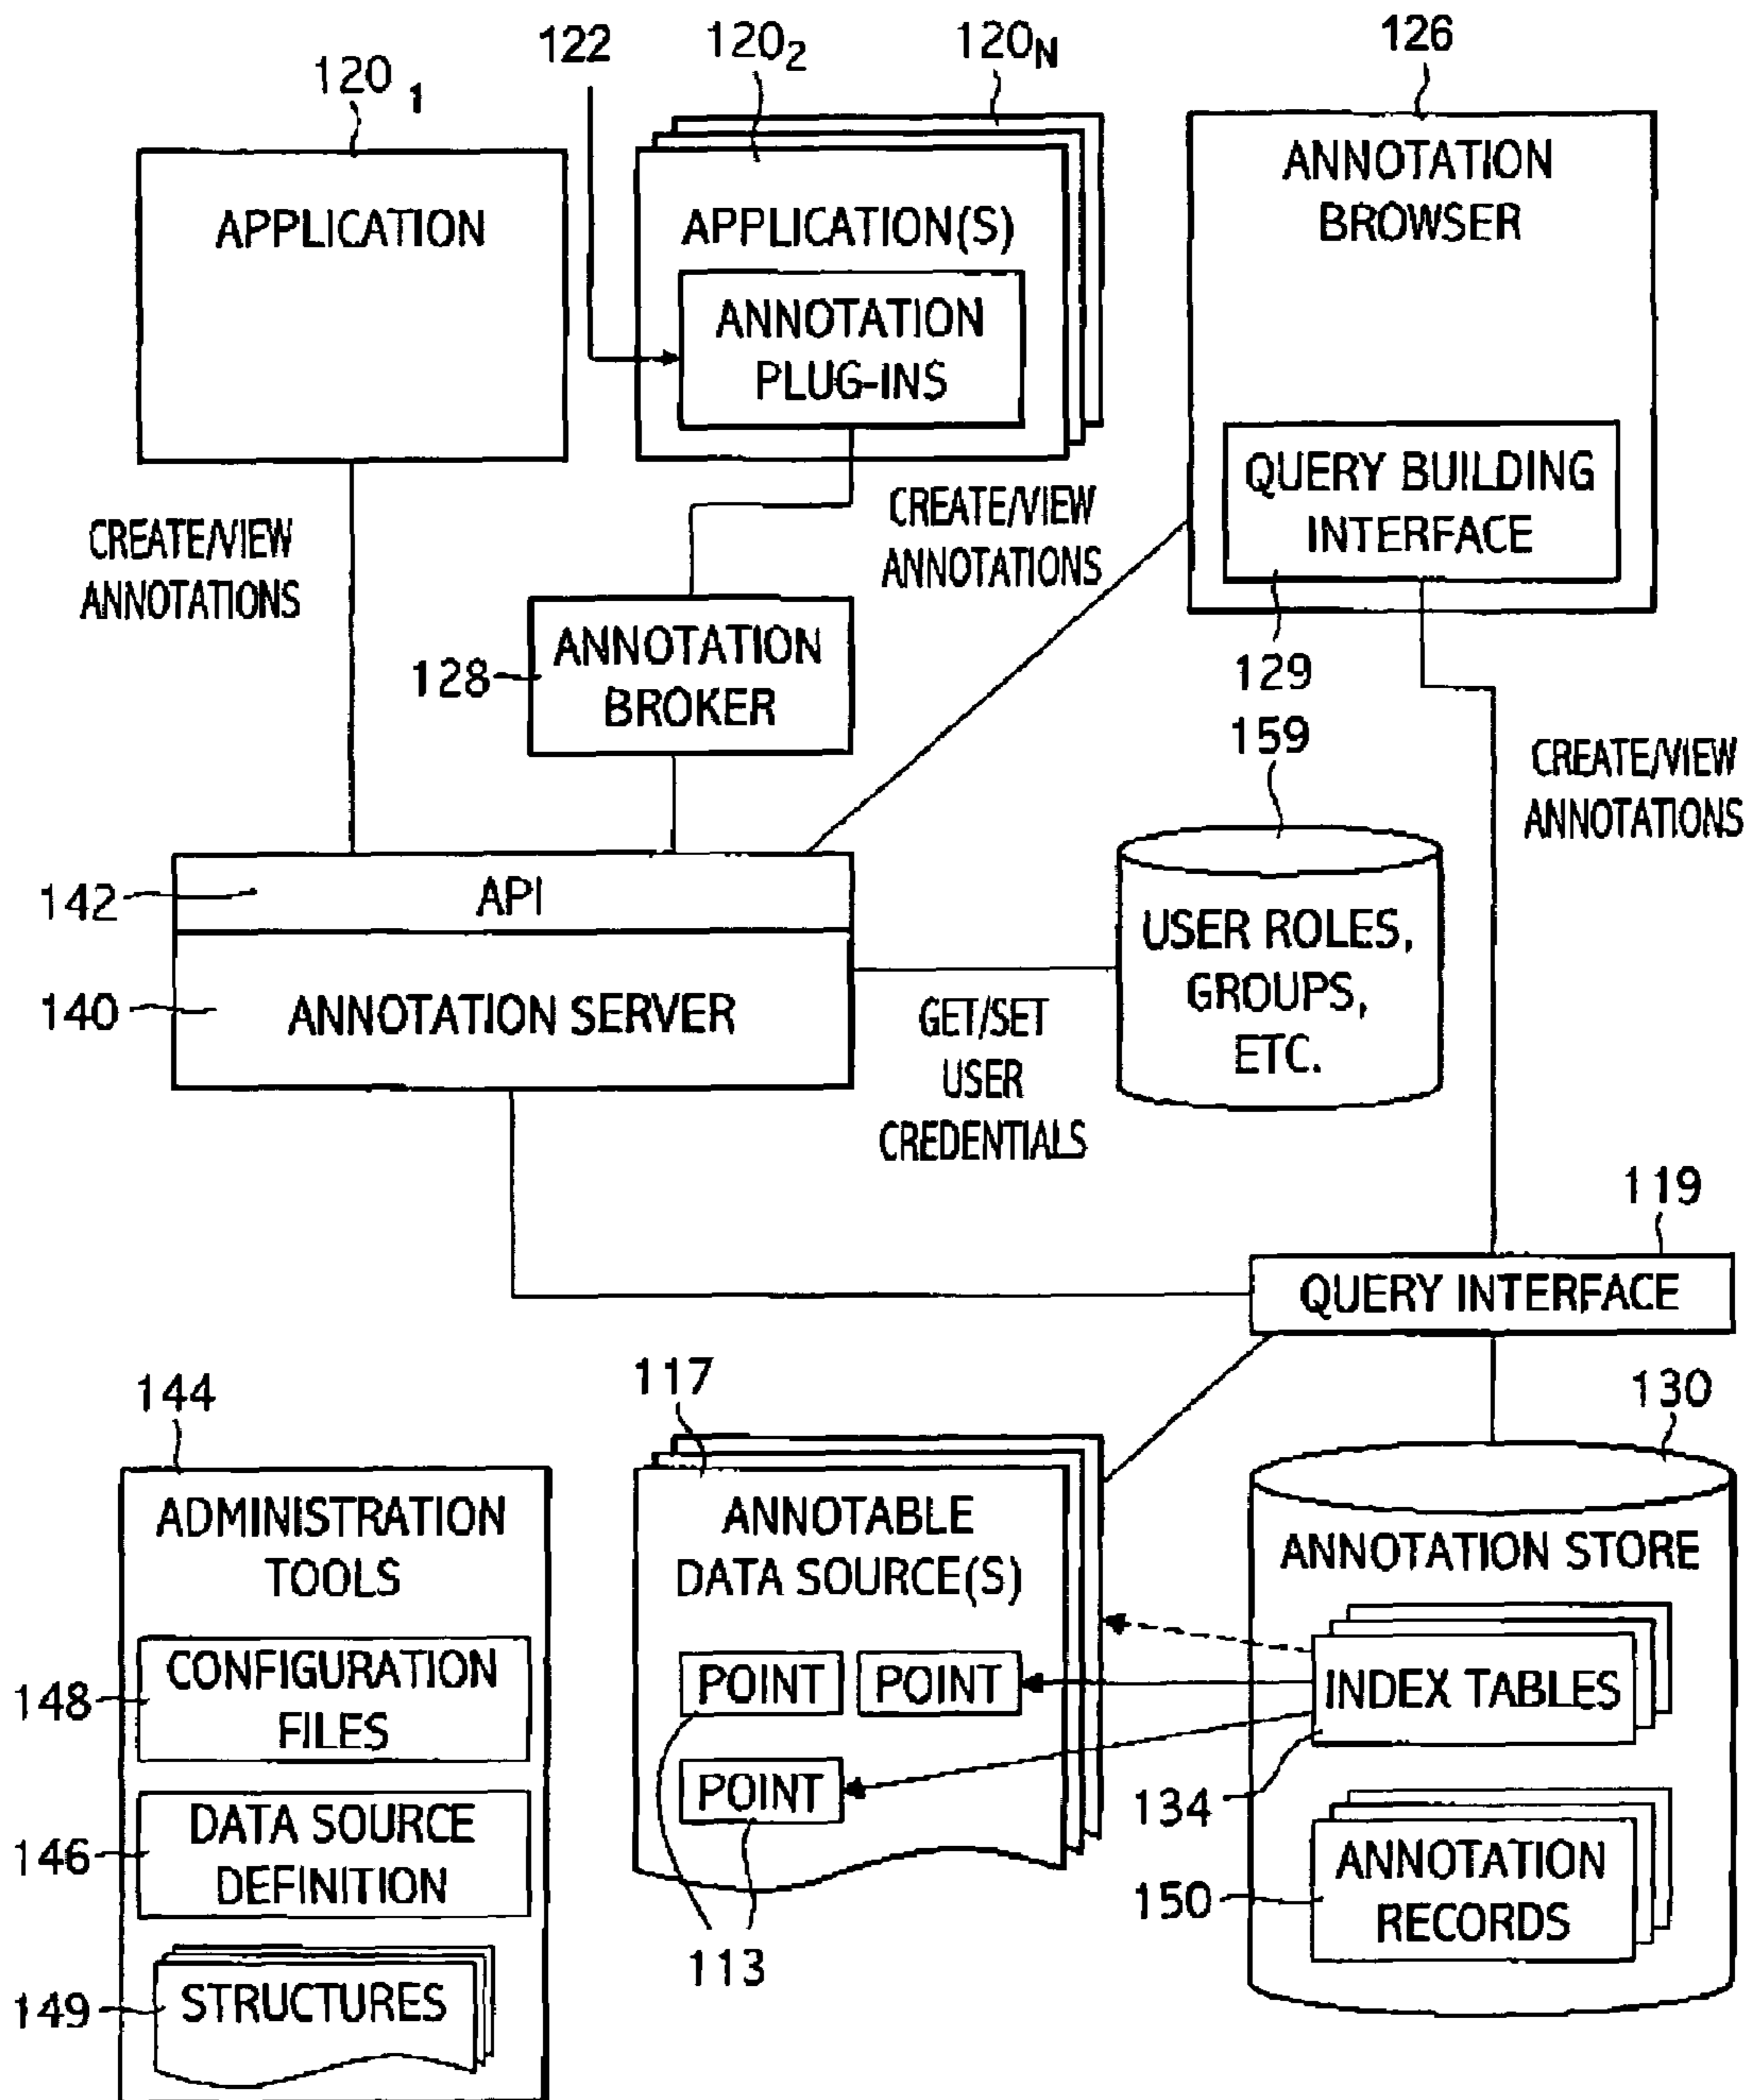 122
120₂
120N
126
120₁
APPLICATION
APPLICATION(S)
ANNOTATION
PLUG-INS
ANNOTATION
BROWSER
QUERY BUILDING
INTERFACE
CREATE/VIEW
ANNOTATIONS
CREATE/VIEW
ANNOTATIONS
128
ANNOTATION
BROKER
129
159
CREATE/VIEW
ANNOTATIONS
142
API
140
ANNOTATION SERVER
GET/SET
USER
CREDENTIALS
USER ROLES,
GROUPS,
ETC.
119
QUERY INTERFACE
144
ADMINISTRATION
TOOLS
148
CONFIGURATION
FILES
146
DATA SOURCE
DEFINITION
149
STRUCTURES
117
ANNOTABLE
DATA SOURCE(S)
POINT
POINT
POINT
113
130
ANNOTATION STORE
INDEX TABLES
134
150
ANNOTATION
RECORDS